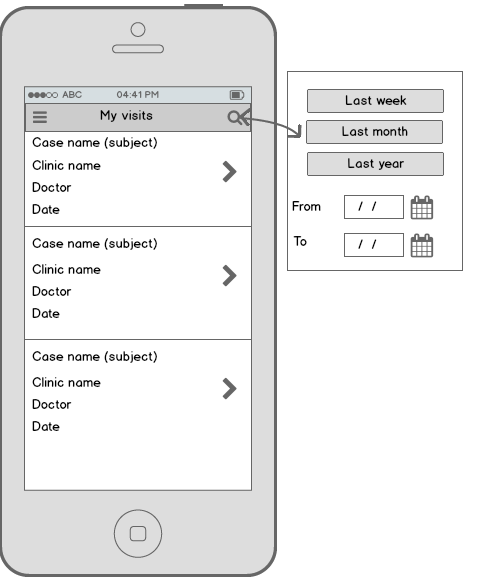 ABC 04:41 PM
My visits
Case name (subject)
Clinic name
Doctor
Date
Case name (subject)
Clinic name
Doctor
Date
Case name (subject)
Clinic name
Doctor
Date
Last week
Last month
Last year
From / /
To / /